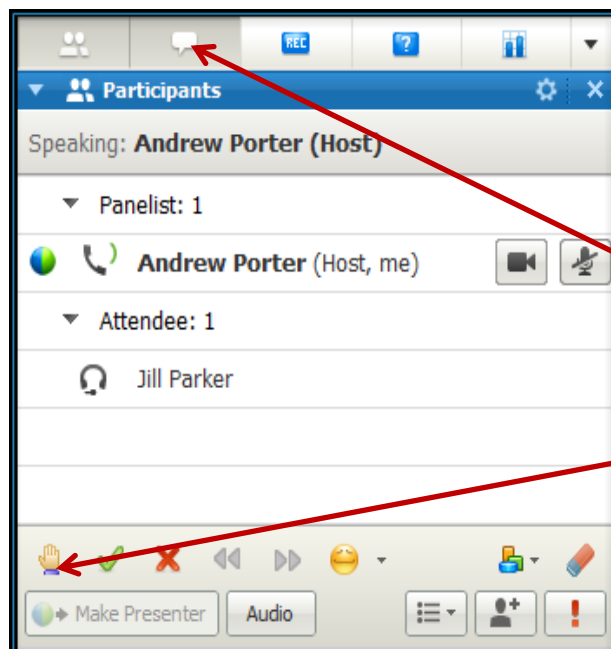 REC ?
Participants
Speaking: Andrew Porter (Host)
Panelist: 1
Andrew Porter (Host, me)
Attendee: 1
Jill Parker
Make Presenter Audio !